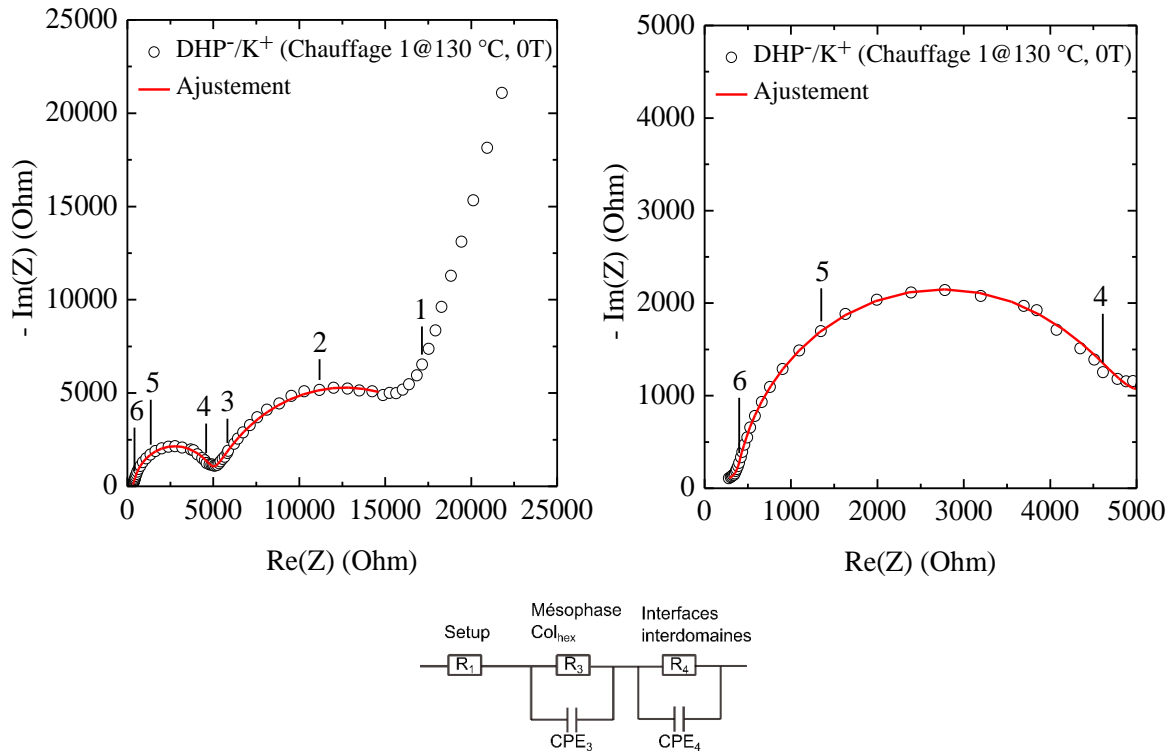 25000
20000
15000
10000
5000
0
- Im(Z) (Ohm)
DHP-/K+ (Chauffage 1@130 °C, 0T)
Ajustement
1
2
3
4
5
6
0 5000 10000 15000 20000 25000
Re(Z) (Ohm)
5000
4000
3000
2000
1000
0
- Im(Z) (Ohm)
DHP-/K+ (Chauffage 1@130 °C, 0T)
Ajustement
5
4
6
0 1000 2000 3000 4000 5000
Re(Z) (Ohm)
Setup
Mésophase
Colhex
Interfaces
interdomaines
R1
R3
R4
CPE3
CPE4